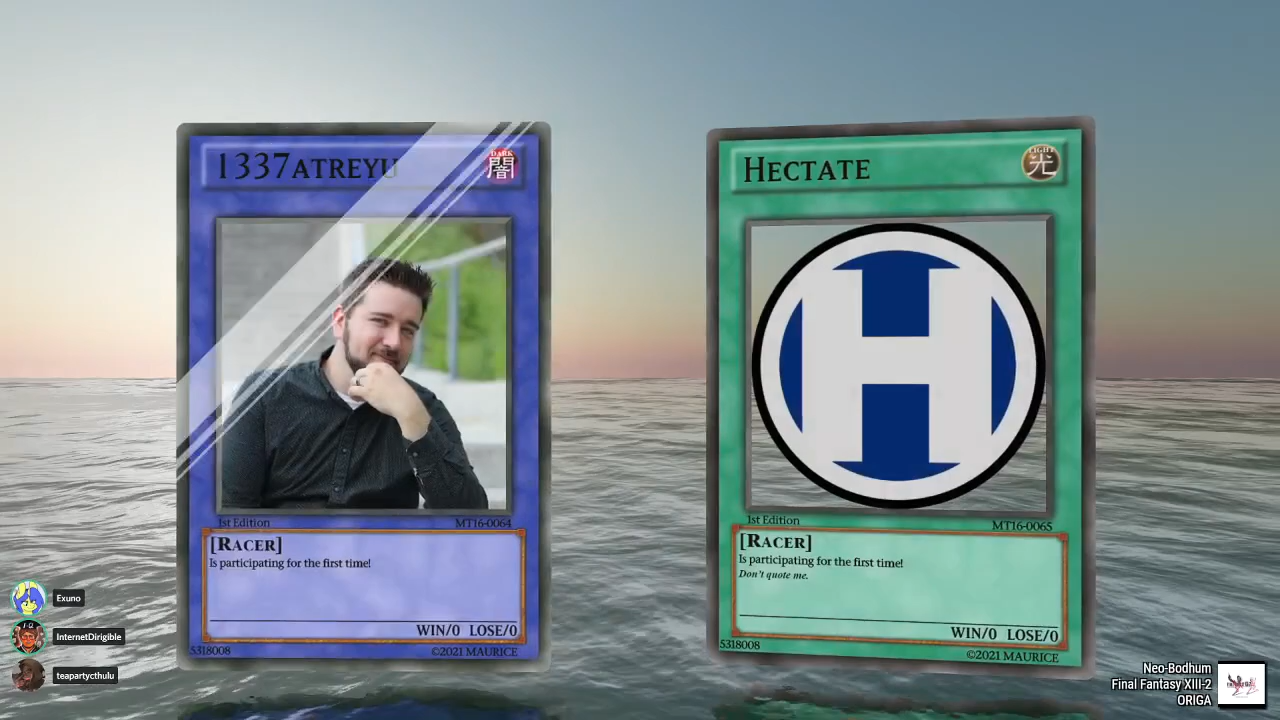 1337ATREYU
DARK
闇
1st Edition
MT16-0064
[RACER]
Is participating for the first time!
WIN/0 LOSE/0
5318008
©2021 MAURICE
HECTATE
LIGHT
光
H
1st Edition
MT16-0065
[RACER]
Is participating for the first time!
Don't quote me.
WIN/0 LOSE/0
5318008
©2021 MAURICE
Exuno
InternetDirigible
teapartycthulu
Neo-Bodhum
Final Fantasy XIII-2
ORIGA